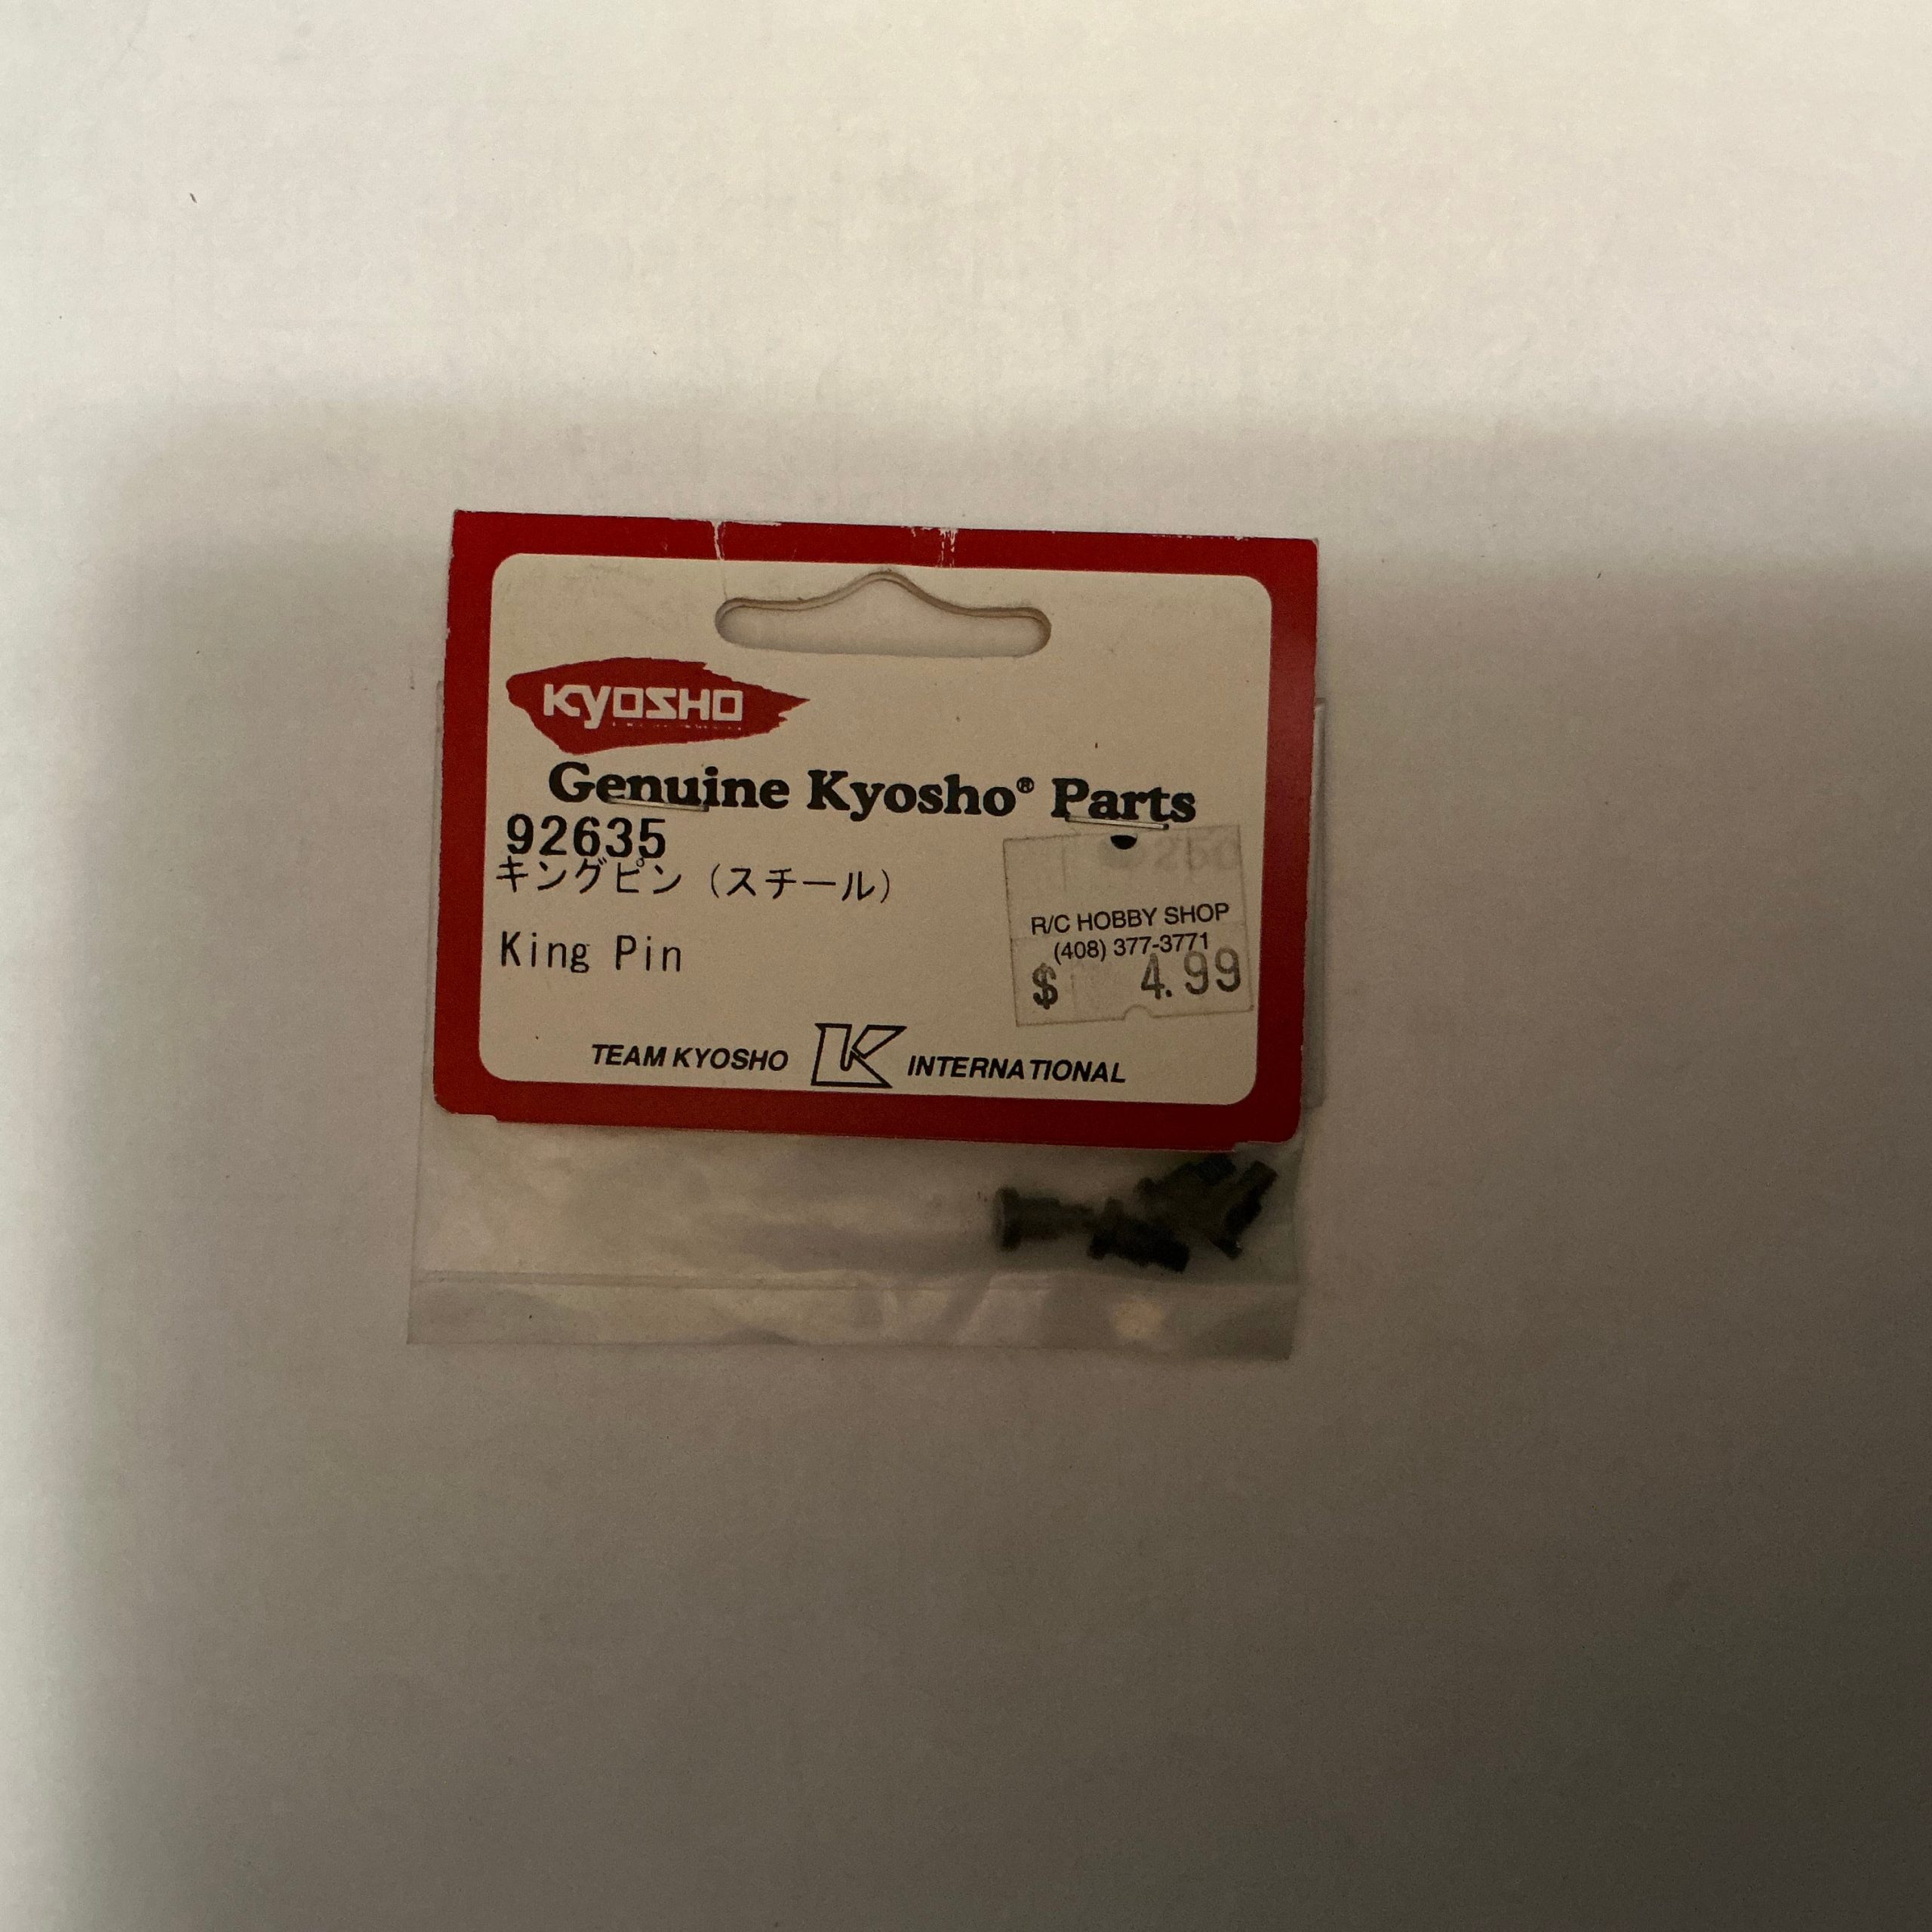 KYOSHO
Genuine Kyosho® Parts
92635
キングピン（スチール）
King Pin
R/C HOBBY SHOP
(408) 377-3771
$ 4.99
TEAM KYOSHO K INTERNATIONAL